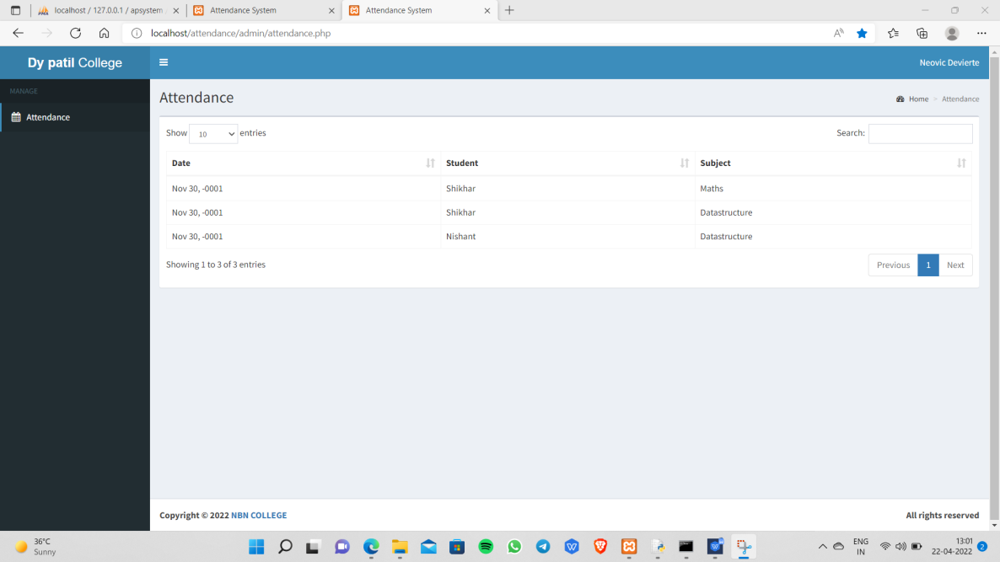 localhost / 127.0.0.1 / apsystem
Attendance System
Attendance System
localhost/attendance/admin/attendance.php
Dy patil College
Neovic Devierte
MANAGE
Attendance
Attendance
Home > Attendance
Show 10 entries
Search:
Date Student Subject
Nov 30, -0001 Shikhar Maths
Nov 30, -0001 Shikhar Datastructure
Nov 30, -0001 Nishant Datastructure
Showing 1 to 3 of 3 entries
Previous 1 Next
Copyright © 2022 NBN COLLEGE
All rights reserved
36°C
Sunny
ENG
IN
13:01
22-04-2022
2